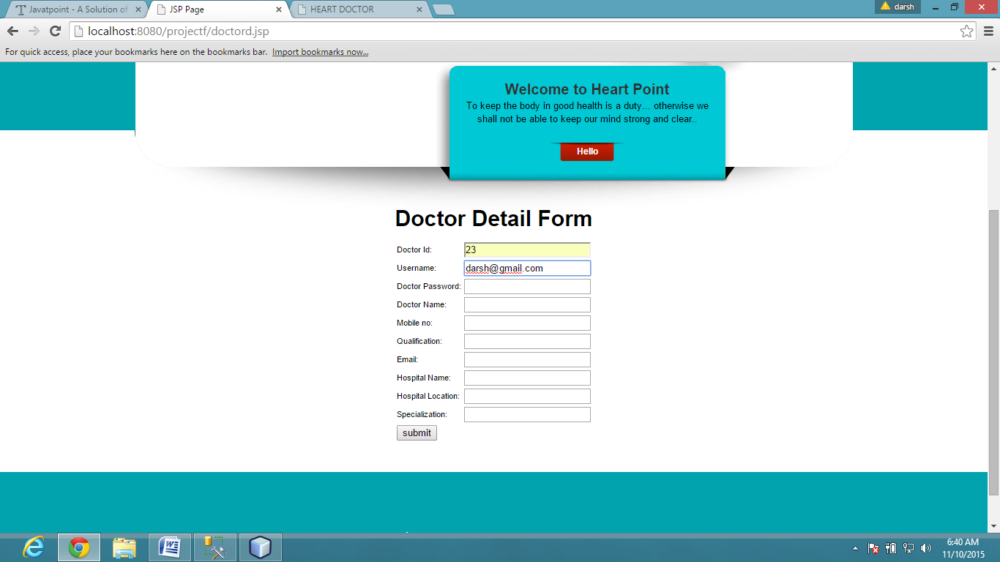 Javatpoint - A Solution of
JSP Page
HEART DOCTOR
darsh
localhost:8080/projectf/doctord.jsp
For quick access, place your bookmarks here on the bookmarks bar. Import bookmarks now...
Welcome to Heart Point
To keep the body in good health is a duty… otherwise we
shall not be able to keep our mind strong and clear..
Hello
Doctor Detail Form
Doctor Id: 23
Username: darsh@gmail.com
Doctor Password:
Doctor Name:
Mobile no:
Qualification:
Email:
Hospital Name:
Hospital Location:
Specialization:
submit
6:40 AM
11/10/2015